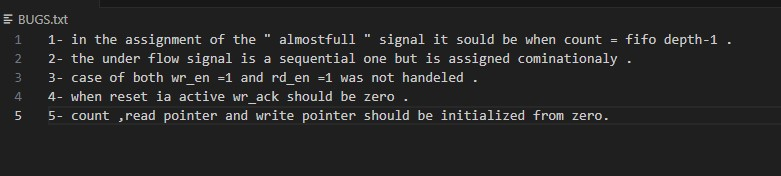 BUGS.txt
1 1- in the assignment of the " almostfull " signal it sould be when count = fifo depth-1 .
2 2- the under flow signal is a sequential one but is assigned cominationaly .
3 3- case of both wr_en =1 and rd_en =1 was not handeled .
4 4- when reset ia active wr_ack should be zero .
5 5- count ,read pointer and write pointer should be initialized from zero.